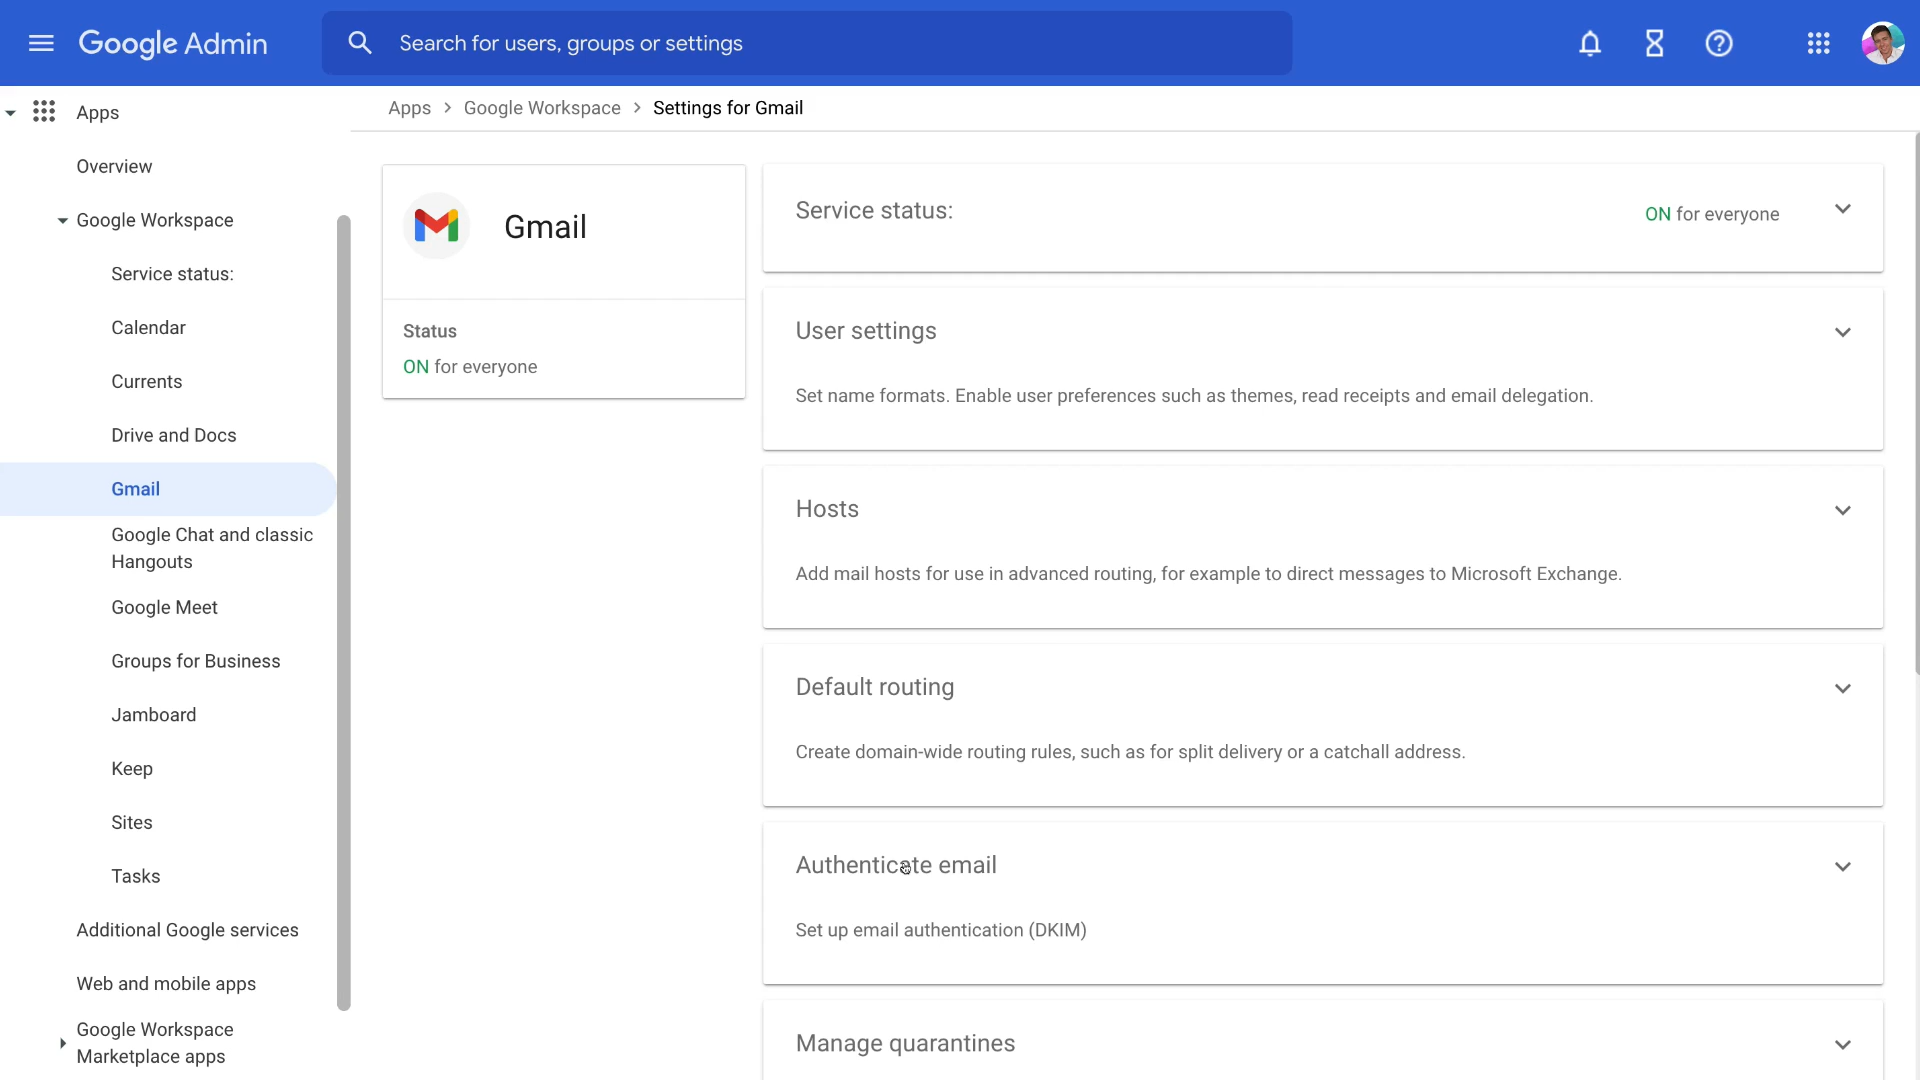 Google Admin
Search for users, groups or settings
Apps
Overview
Google Workspace
Service status:
Calendar
Currents
Drive and Docs
Gmail
Google Chat and classic
Hangouts
Google Meet
Groups for Business
Jamboard
Keep
Sites
Tasks
Additional Google services
Web and mobile apps
Google Workspace
Marketplace apps
Apps > Google Workspace > Settings for Gmail
Gmail
Status
ON for everyone
Service status:
ON for everyone
User settings
Set name formats. Enable user preferences such as themes, read receipts and email delegation.
Hosts
Add mail hosts for use in advanced routing, for example to direct messages to Microsoft Exchange.
Default routing
Create domain-wide routing rules, such as for split delivery or a catchall address.
Authenticate email
Set up email authentication (DKIM)
Manage quarantines